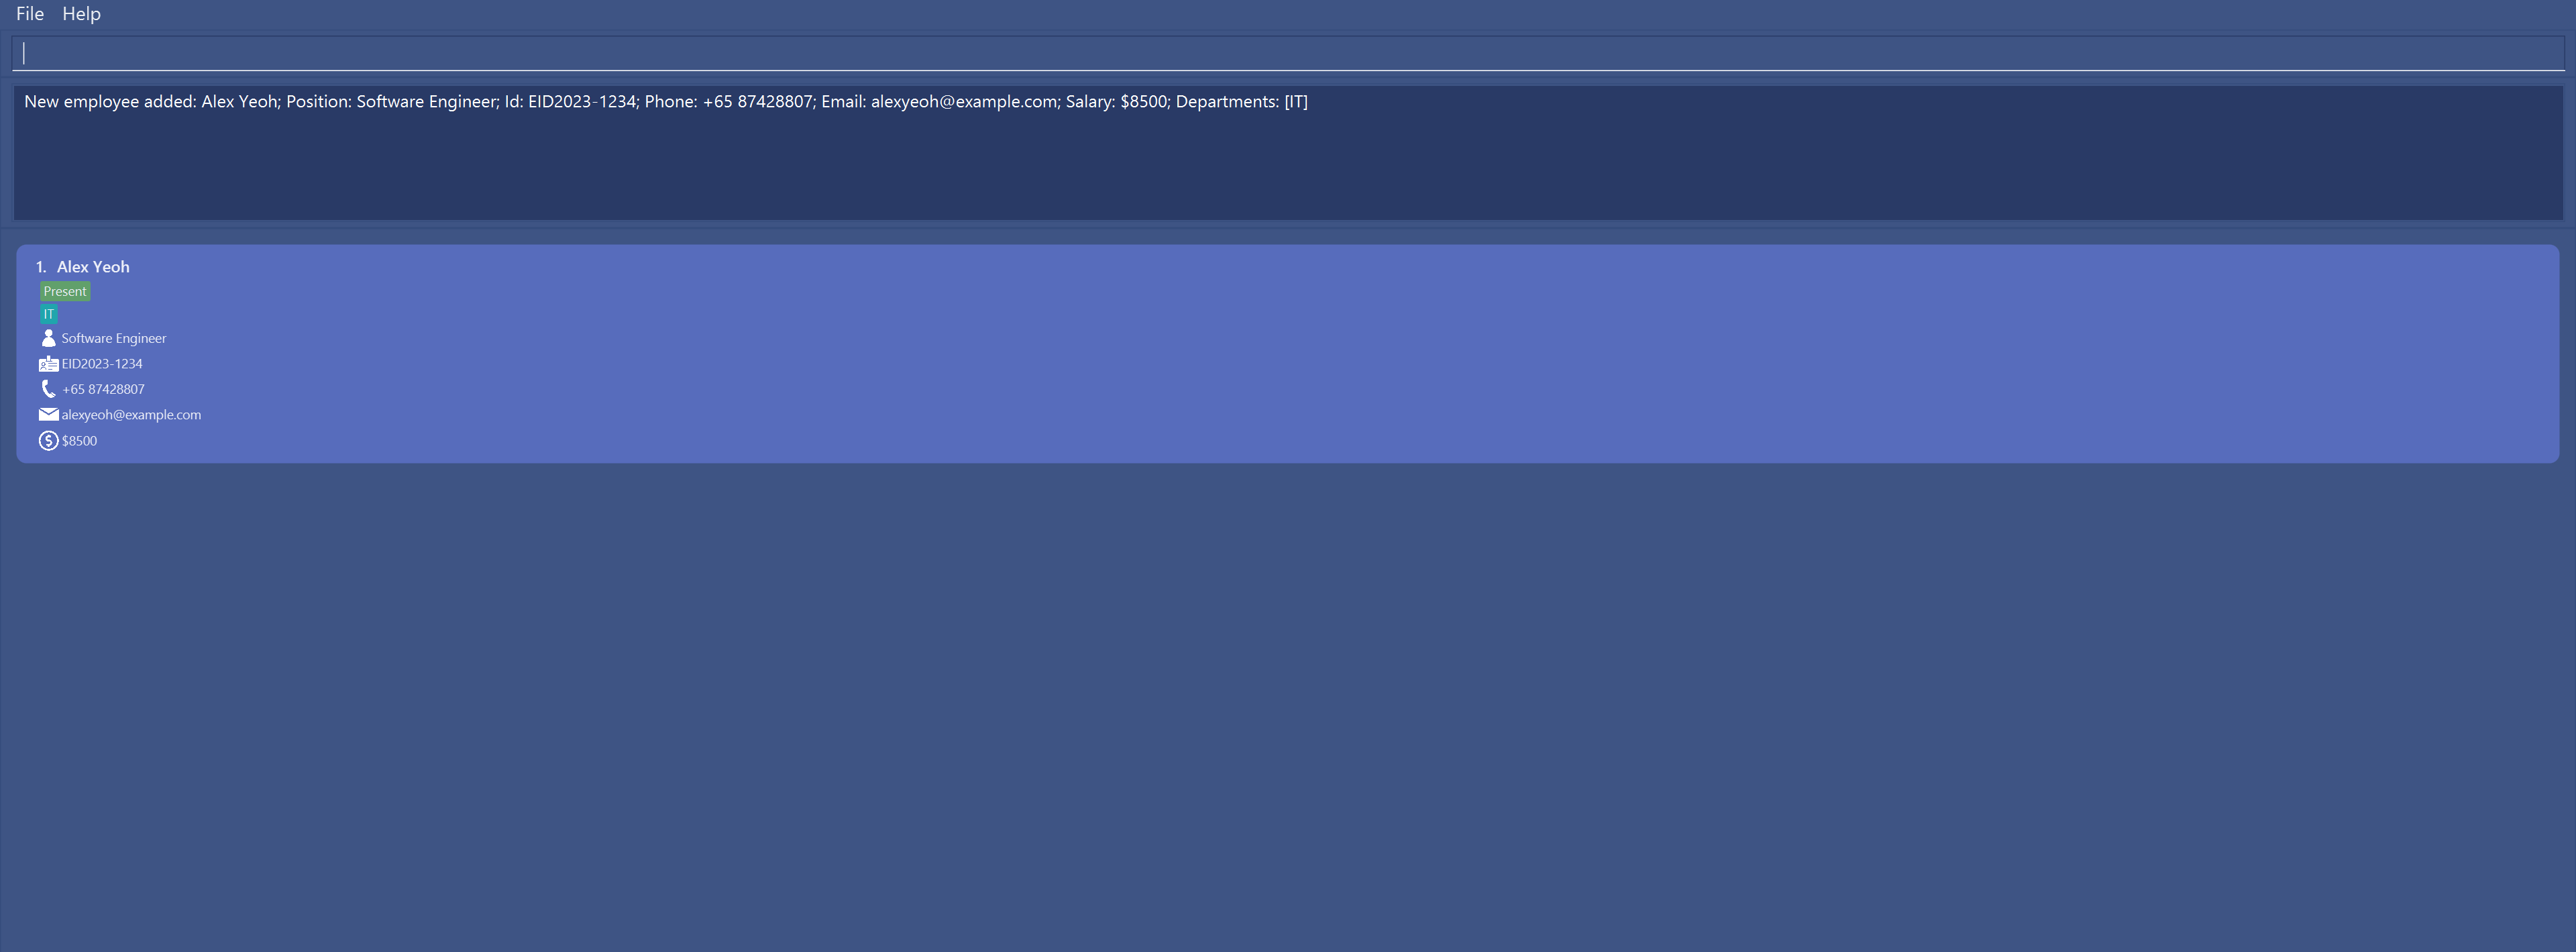 File Help
New employee added: Alex Yeoh; Position: Software Engineer; Id: EID2023-1234; Phone: +65 87428807; Email: alexyeoh@example.com; Salary: $8500; Departments: [IT]
1. Alex Yeoh
Present
IT
Software Engineer
EID2023-1234
+65 87428807
alexyeoh@example.com
$8500